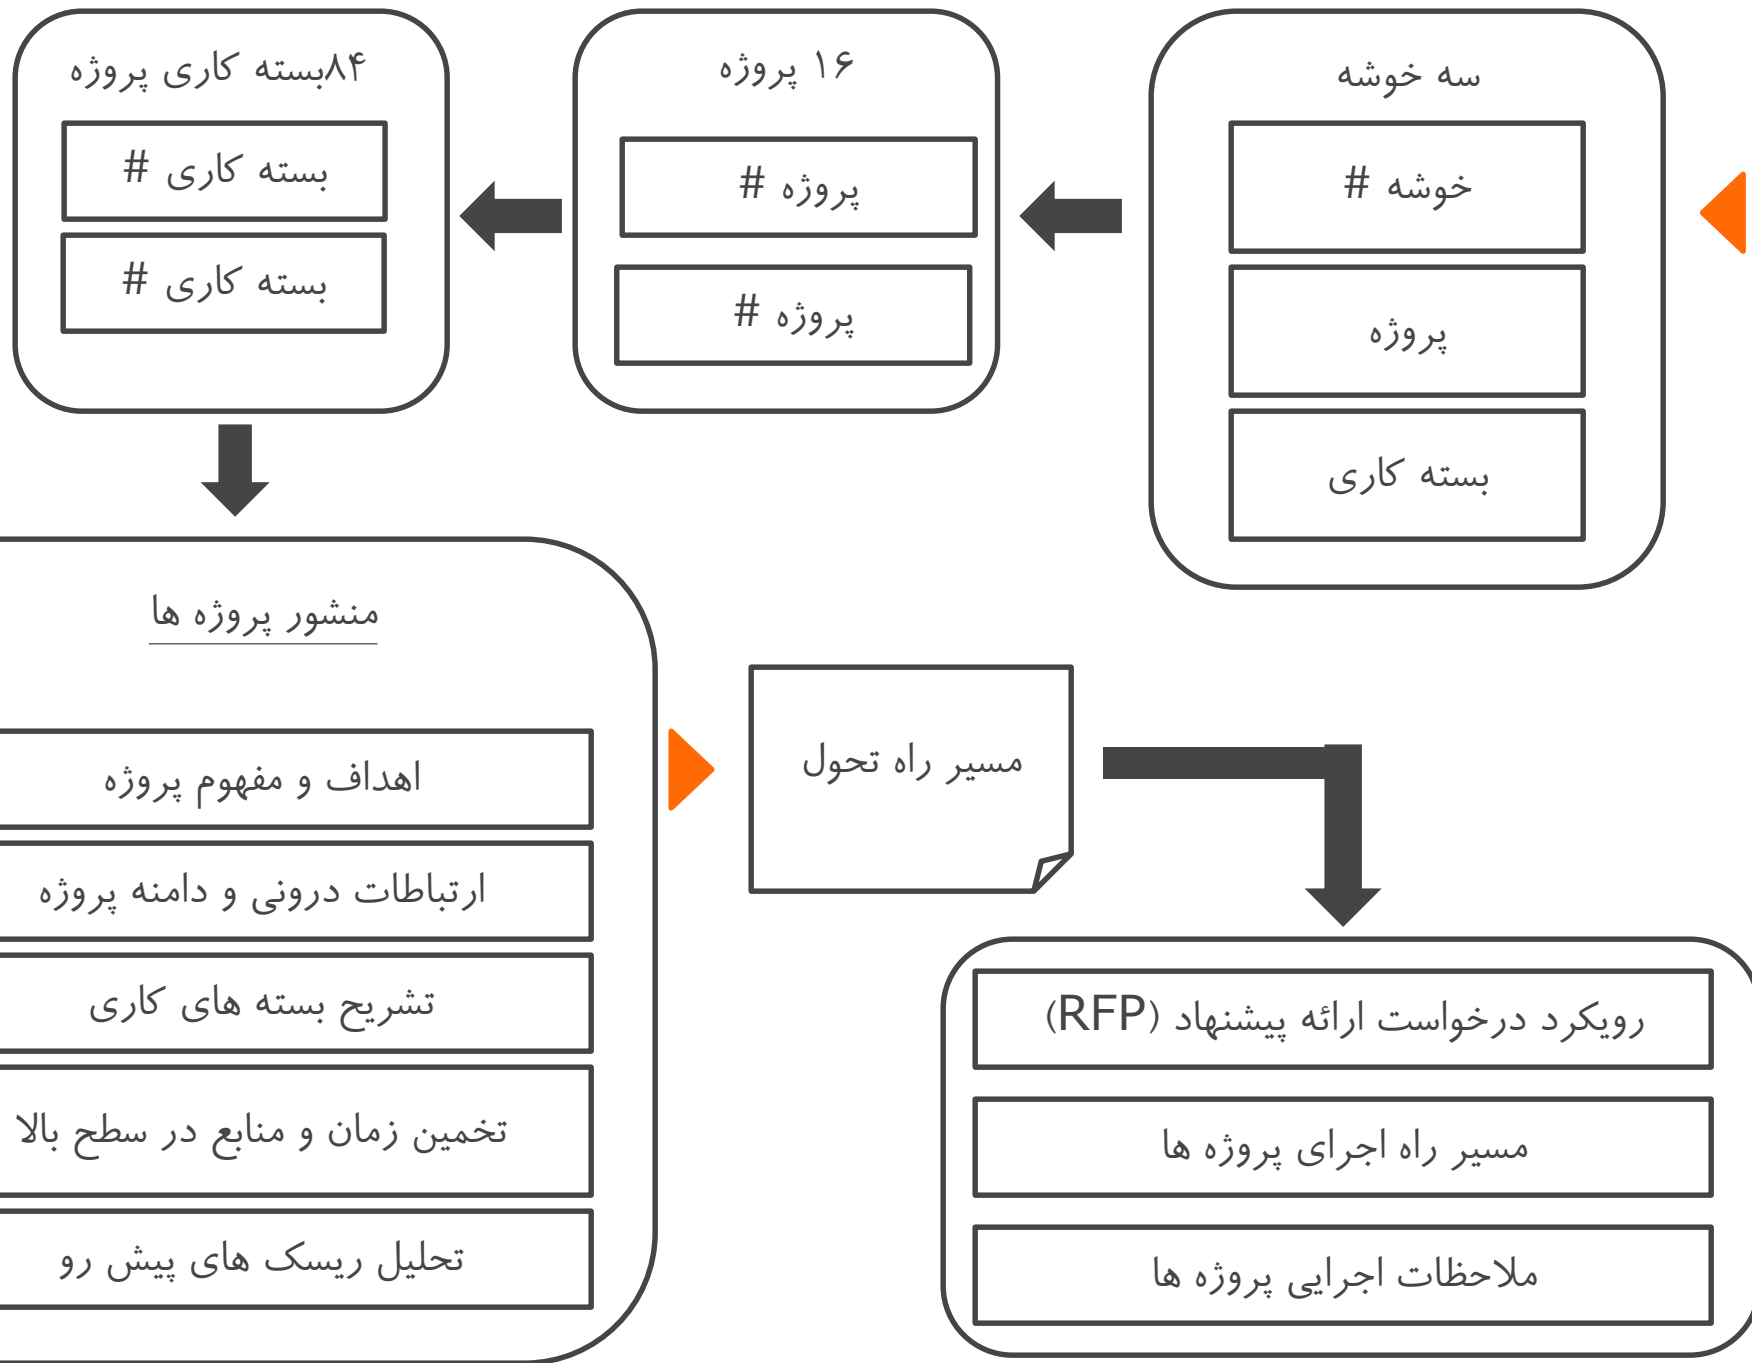 سه خوشه
خوشه #
پروژه
بسته کاری
۱۶ پروژه
پروژه #
پروژه #
۸۴بسته کاری پروژه
بسته کاری #
بسته کاری #
منشور پروژه ها
اهداف و مفهوم پروژه
ارتباطات درونی و دامنه پروژه
تشریح بسته های کاری
تخمین زمان و منابع در سطح بالا
تحلیل ریسک های پیش رو
مسیر راه تحول
رویکرد درخواست ارائه پیشنهاد (RFP)
مسیر راه اجرای پروژه ها
ملاحظات اجرایی پروژه ها